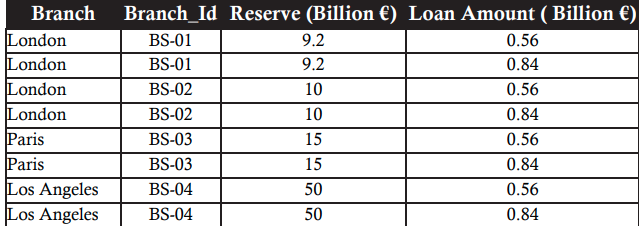 Branch Branch_Id Reserve (Billion €) Loan Amount ( Billion €)
London BS-01 9.2 0.56
London BS-01 9.2 0.84
London BS-02 10 0.56
London BS-02 10 0.84
Paris BS-03 15 0.56
Paris BS-03 15 0.84
Los Angeles BS-04 50 0.56
Los Angeles BS-04 50 0.84